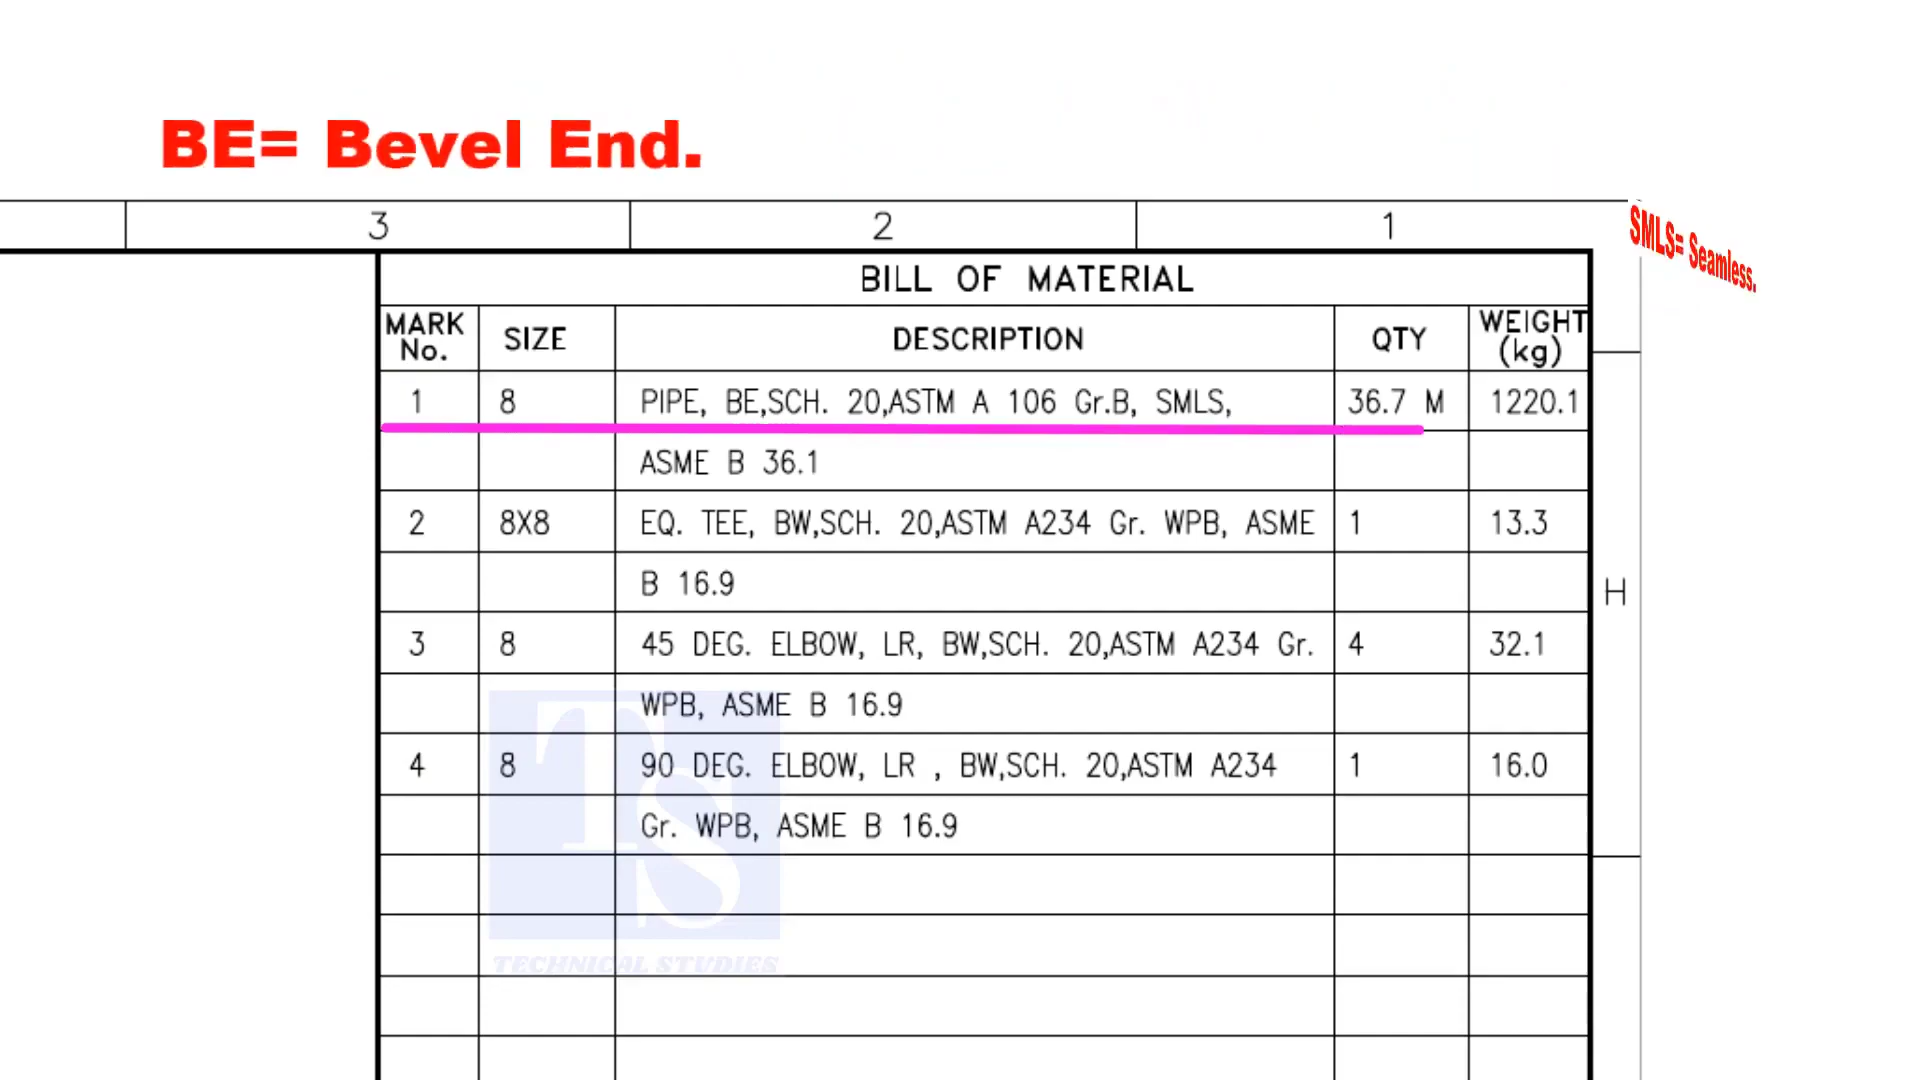 BE= Bevel End.
3 2 1
SMLS= Seamless.
BILL OF MATERIAL
MARK No. SIZE DESCRIPTION QTY WEIGHT (kg)
1 8 PIPE, BE,SCH. 20,ASTM A 106 Gr.B, SMLS, 36.7 M 1220.1
ASME B 36.1
2 8X8 EQ. TEE, BW,SCH. 20,ASTM A234 Gr. WPB, ASME 1 13.3
B 16.9
H
3 8 45 DEG. ELBOW, LR, BW,SCH. 20,ASTM A234 Gr. 4 32.1
WPB, ASME B 16.9
4 8 90 DEG. ELBOW, LR , BW,SCH. 20,ASTM A234 1 16.0
Gr. WPB, ASME B 16.9
TS
TECHNICAL STUDIES